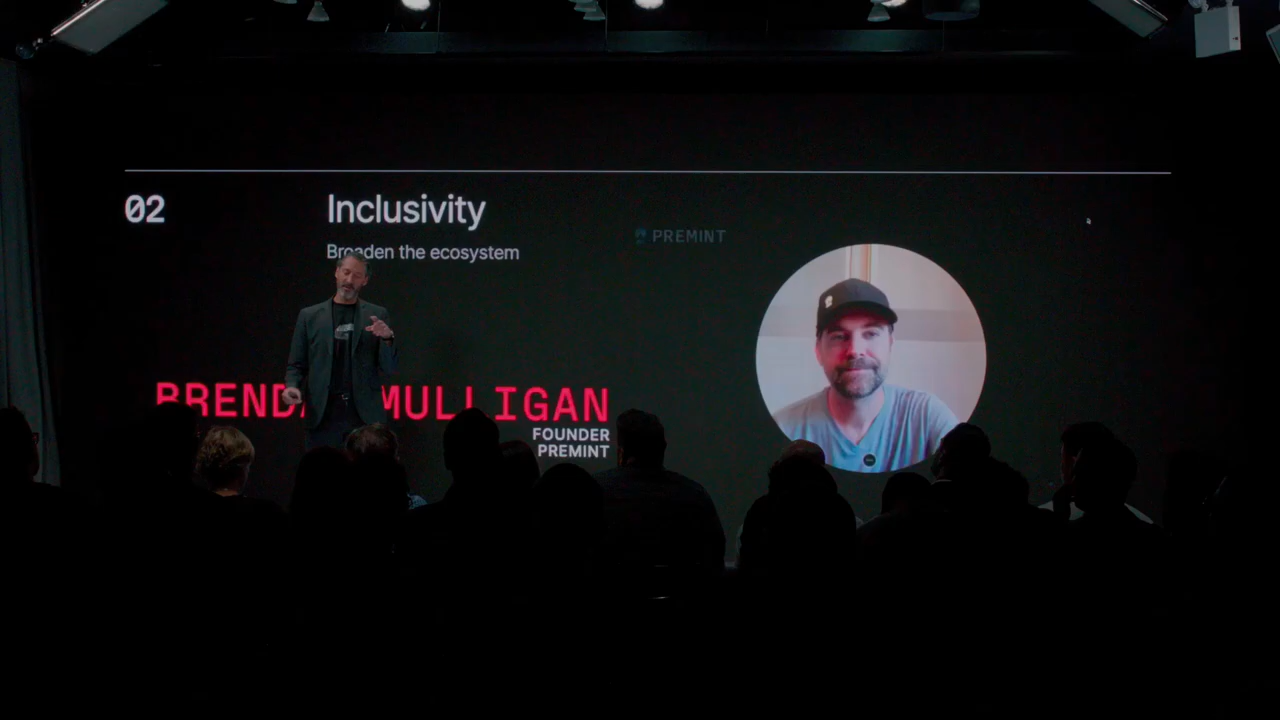 02
Inclusivity
Broaden the ecosystem
PREMINT
MULLIGAN
FOUNDER
PREMINT